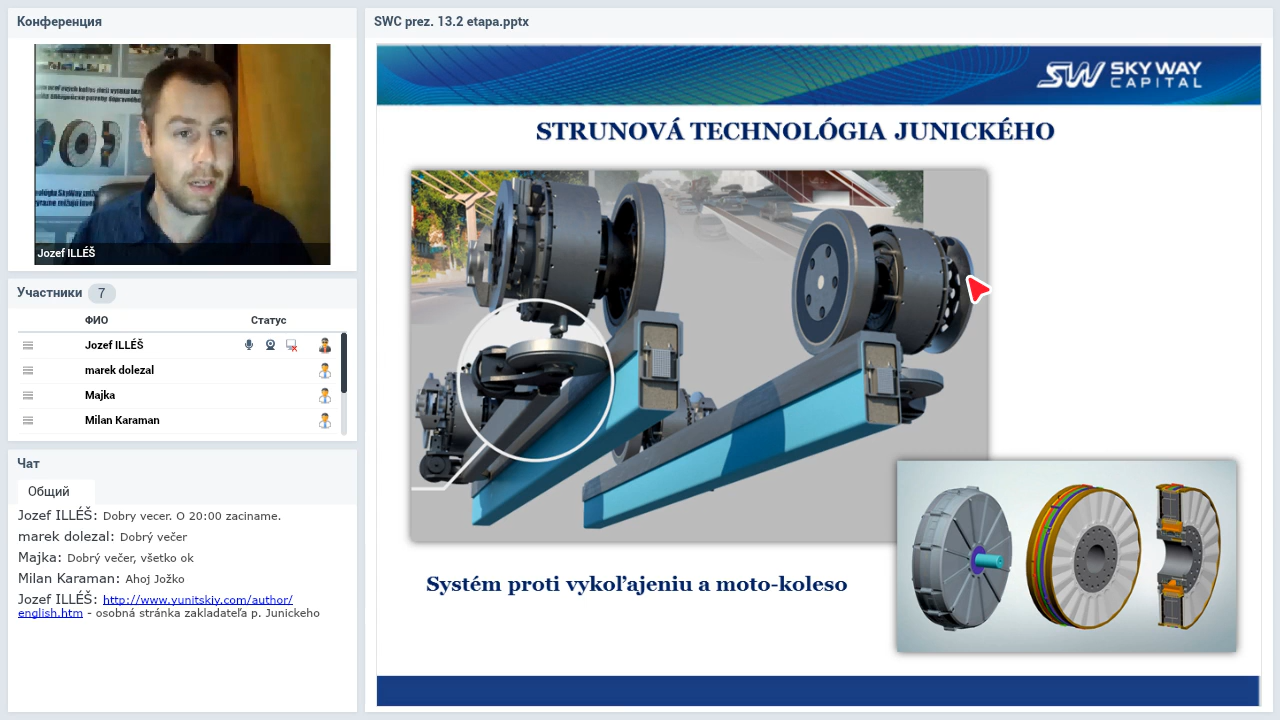 Конференция
Jozef ILLÉŠ
Участники 7
ФИО Статус
Jozef ILLÉŠ
marek dolezal
Majka
Milan Karaman
Чат
Общий
Jozef ILLÉŠ: Dobry vecer. O 20:00 zaciname.
marek dolezal: Dobrý večer
Majka: Dobrý večer, všetko ok
Milan Karaman: Ahoj Jožko
Jozef ILLÉŠ: http://www.yunitskiy.com/author/
english.htm - osobná stránka zakladateľa p. Junickeho
SWC prez. 13.2 etapa.pptx
SW SKY WAY
CAPITAL
STRUNOVÁ TECHNOLÓGIA JUNICKÉHO
Systém proti vykoľajeniu a moto-koleso